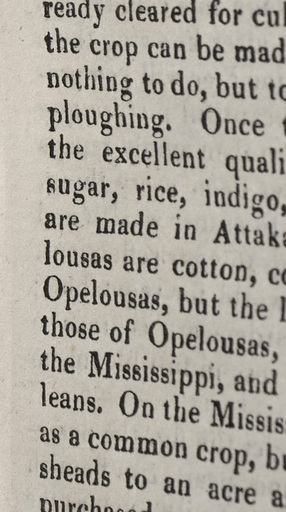 ready cleared for cul
the crop can be mad
nothing to do, but to
ploughing. Once
the excellent quali
sugar, rice, indigo,
are made in Attaka
lousas are cotton, co
Opelousas, but the l
those of Opelousas,
the Mississippi, and
leans. On the Missis
as a common crop, bu
sheads to an acre a